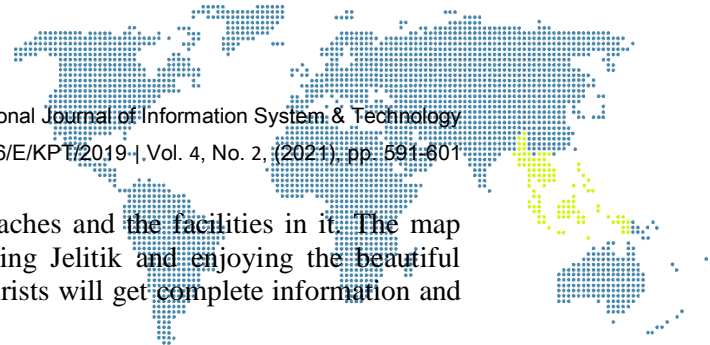 onal Journal of Information System & Technology
6/E/KPT/2019 | Vol. 4, No. 2, (2021), pp. 591-601
aches and the facilities in it. The map
ing Jelitik and enjoying the beautiful
rists will get complete information and